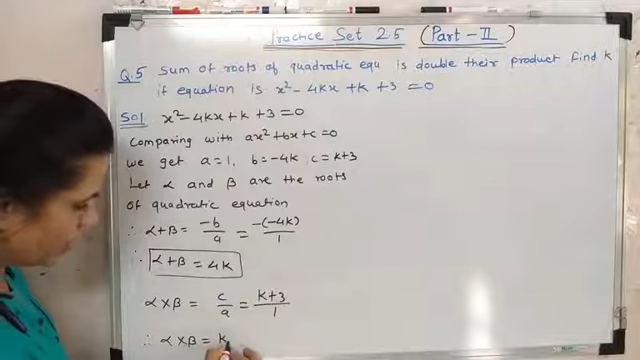 Practice Set 2.5 (Part-II)
Q.5 Sum of roots of quadratic equ is double their product find k
if equation is x² - 4kx + k + 3 = 0
Sol x² - 4kx + k + 3 = 0
Comparing with ax² + bx + c = 0
we get a = 1, b = -4k, c = k+3
Let α and β are the roots
of quadratic equation
∴ α + β = -b/a = -(-4k)/1
∴ α + β = 4k
α × β = c/a = k+3/1
∴ α × β = k